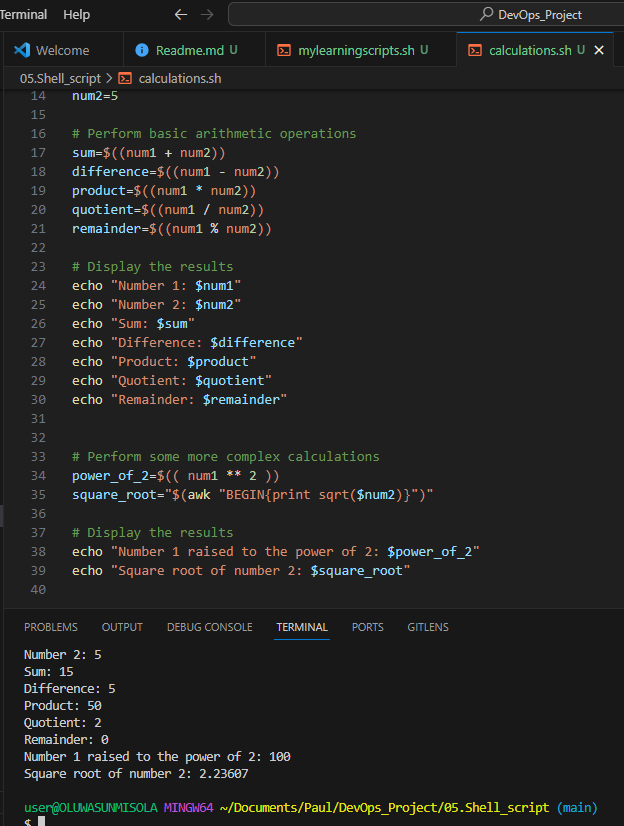 Terminal Help ← → DevOps_Project
Welcome Readme.md U mylearningscripts.sh U calculations.sh U ×
05.Shell_script > calculations.sh
14 num2=5
15
16 # Perform basic arithmetic operations
17 sum=$((num1 + num2))
18 difference=$((num1 - num2))
19 product=$((num1 * num2))
20 quotient=$((num1 / num2))
21 remainder=$((num1 % num2))
22
23 # Display the results
24 echo "Number 1: $num1"
25 echo "Number 2: $num2"
26 echo "Sum: $sum"
27 echo "Difference: $difference"
28 echo "Product: $product"
29 echo "Quotient: $quotient"
30 echo "Remainder: $remainder"
31
32
33 # Perform some more complex calculations
34 power_of_2=$(( num1 ** 2 ))
35 square_root="$(awk "BEGIN{print sqrt($num2)}")"
36
37 # Display the results
38 echo "Number 1 raised to the power of 2: $power_of_2"
39 echo "Square root of number 2: $square_root"
40
PROBLEMS OUTPUT DEBUG CONSOLE TERMINAL PORTS GITLENS
Number 2: 5
Sum: 15
Difference: 5
Product: 50
Quotient: 2
Remainder: 0
Number 1 raised to the power of 2: 100
Square root of number 2: 2.23607
user@OLUWASUNMISOLA MINGW64 ~/Documents/Paul/DevOps_Project/05.Shell_script (main)
$